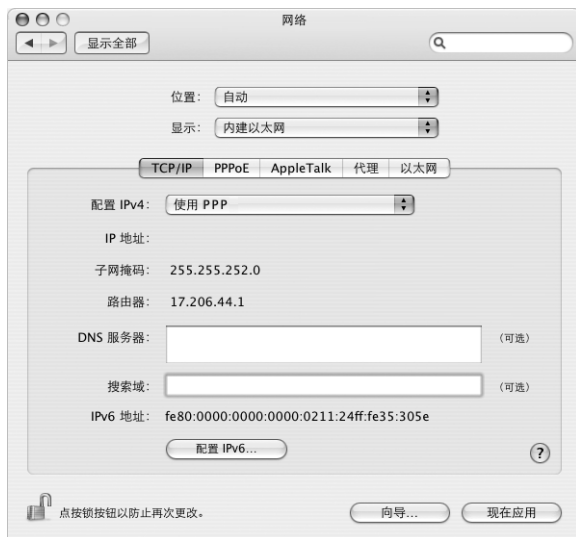 网络
显示全部
位置： 自动
显示： 内建以太网
TCP/IP PPPoE AppleTalk 代理 以太网
配置 IPv4： 使用 PPP
IP 地址：
子网掩码： 255.255.252.0
路由器： 17.206.44.1
DNS 服务器： （可选）
搜索域： （可选）
IPv6 地址： fe80:0000:0000:0000:0211:24ff:fe35:305e
配置 IPv6...
?
点按锁按钮以防止再次更改。 向导... 现在应用